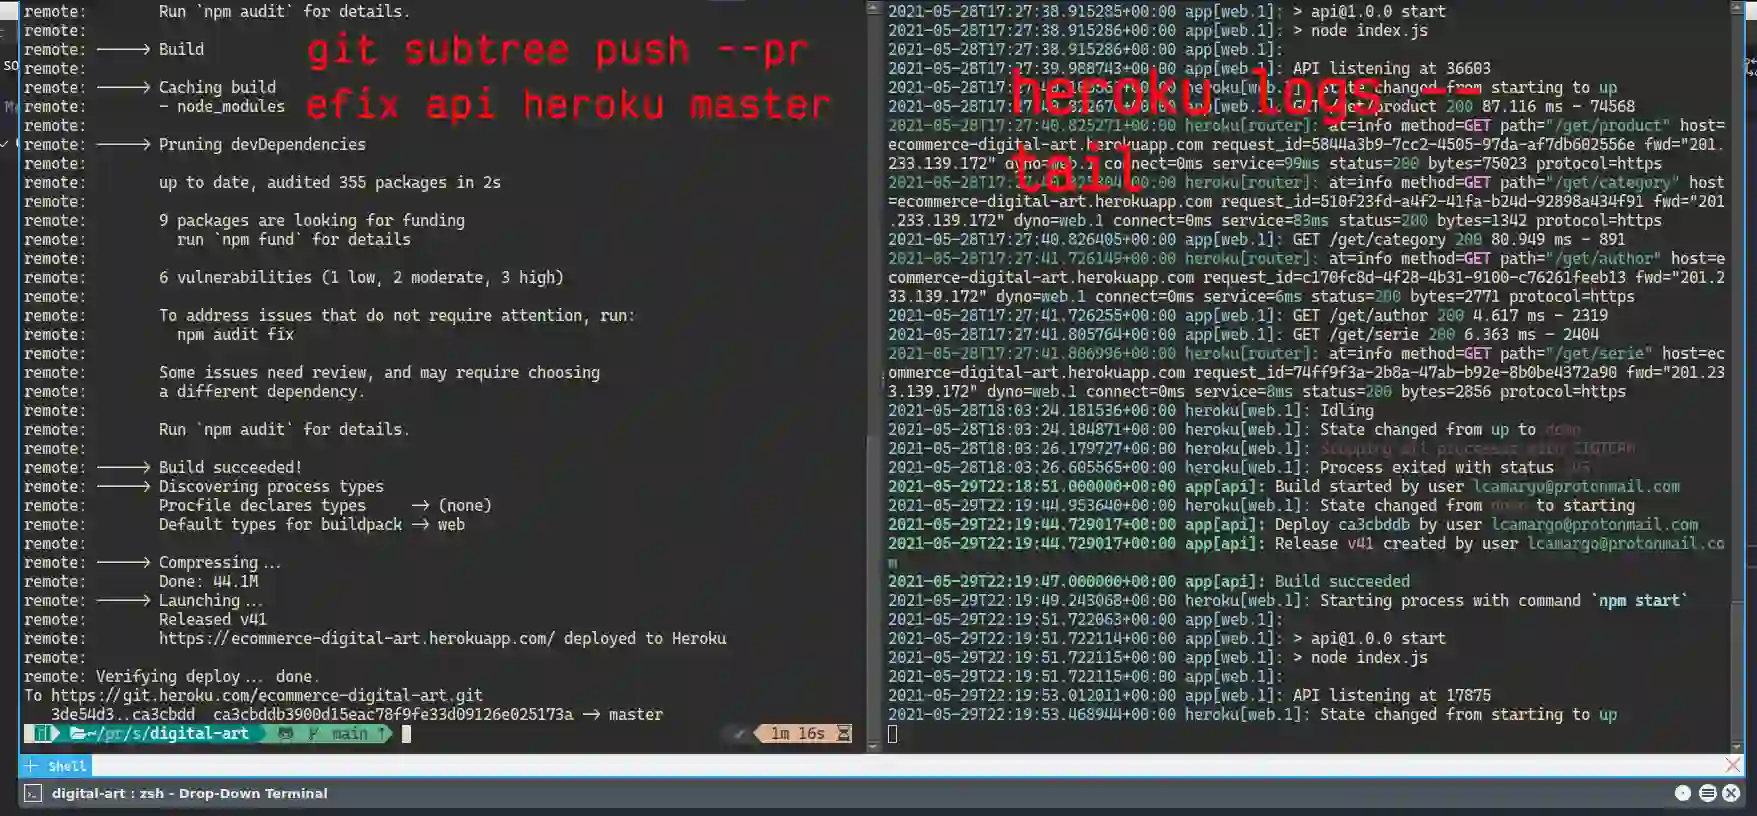 remote:        Run `npm audit` for details.
remote:
remote: -----> Build
remote:
remote: -----> Caching build
remote:        - node_modules
remote:
remote: -----> Pruning devDependencies
remote:
remote:        up to date, audited 355 packages in 2s
remote:
remote:        9 packages are looking for funding
remote:          run `npm fund` for details
remote:
remote:        6 vulnerabilities (1 low, 2 moderate, 3 high)
remote:
remote:        To address issues that do not require attention, run:
remote:          npm audit fix
remote:
remote:        Some issues need review, and may require choosing
remote:        a different dependency.
remote:
remote:        Run `npm audit` for details.
remote:
remote: -----> Build succeeded!
remote: -----> Discovering process types
remote:        Procfile declares types     -> (none)
remote:        Default types for buildpack -> web
remote:
remote: -----> Compressing...
remote:        Done: 44.1M
remote: -----> Launching...
remote:        Released v41
remote:        https://ecommerce-digital-art.herokuapp.com/ deployed to Heroku
remote:
remote: Verifying deploy... done.
To https://git.heroku.com/ecommerce-digital-art.git
   3de54d3..ca3cbdd  ca3cbddb3900d15eac78f9fe33d09126e025173a -> master
~/pr/s/digital-art main ↑ 1m 16s
git subtree push --pr
efix api heroku master
2021-05-28T17:27:38.915285+00:00 app[web.1]: > api@1.0.0 start
2021-05-28T17:27:38.915286+00:00 app[web.1]: > node index.js
2021-05-28T17:27:38.915286+00:00 app[web.1]:
2021-05-28T17:27:39.988743+00:00 app[web.1]: API listening at 36603
heroku[web.1]: State changed from starting to up
GET /get/product 200 87.116 ms - 74568
2021-05-28T17:27:40.825271+00:00 heroku[router]: at=info method=GET path="/get/product" host=
ecommerce-digital-art.herokuapp.com request_id=5844a3b9-7cc2-4505-97da-af7db602556e fwd="201.
233.139.172" dyno=web.1 connect=0ms service=99ms status=200 bytes=75023 protocol=https
heroku[router]: at=info method=GET path="/get/category" host
=ecommerce-digital-art.herokuapp.com request_id=510f23fd-a4f2-41fa-b24d-92898a434f91 fwd="201
.233.139.172" dyno=web.1 connect=0ms service=83ms status=200 bytes=1342 protocol=https
2021-05-28T17:27:40.826405+00:00 app[web.1]: GET /get/category 200 80.949 ms - 891
2021-05-28T17:27:41.726149+00:00 heroku[router]: at=info method=GET path="/get/author" host=e
commerce-digital-art.herokuapp.com request_id=c170fc8d-4f28-4b31-9100-c76261feeb13 fwd="201.2
33.139.172" dyno=web.1 connect=0ms service=6ms status=200 bytes=2771 protocol=https
2021-05-28T17:27:41.726255+00:00 app[web.1]: GET /get/author 200 4.617 ms - 2319
2021-05-28T17:27:41.805764+00:00 app[web.1]: GET /get/serie 200 6.363 ms - 2404
2021-05-28T17:27:41.806996+00:00 heroku[router]: at=info method=GET path="/get/serie" host=ec
ommerce-digital-art.herokuapp.com request_id=74ff9f3a-2b8a-47ab-b92e-8b0be4372a90 fwd="201.23
3.139.172" dyno=web.1 connect=0ms service=8ms status=200 bytes=2856 protocol=https
2021-05-28T18:03:24.181536+00:00 heroku[web.1]: Idling
2021-05-28T18:03:24.184871+00:00 heroku[web.1]: State changed from up to down
2021-05-28T18:03:26.179727+00:00 heroku[web.1]: Stopping all processes with SIGTERM
2021-05-28T18:03:26.605565+00:00 heroku[web.1]: Process exited with status
2021-05-29T22:18:51.000000+00:00 app[api]: Build started by user lcamargo@protonmail.com
2021-05-29T22:19:44.953640+00:00 heroku[web.1]: State changed from down to starting
2021-05-29T22:19:44.729017+00:00 app[api]: Deploy ca3cbddb by user lcamargo@protonmail.com
2021-05-29T22:19:44.729017+00:00 app[api]: Release v41 created by user lcamargo@protonmail.co
m
2021-05-29T22:19:47.000000+00:00 app[api]: Build succeeded
2021-05-29T22:19:49.243068+00:00 heroku[web.1]: Starting process with command `npm start`
2021-05-29T22:19:51.722063+00:00 app[web.1]:
2021-05-29T22:19:51.722114+00:00 app[web.1]: > api@1.0.0 start
2021-05-29T22:19:51.722115+00:00 app[web.1]: > node index.js
2021-05-29T22:19:51.722115+00:00 app[web.1]:
2021-05-29T22:19:53.012011+00:00 app[web.1]: API listening at 17875
2021-05-29T22:19:53.468944+00:00 heroku[web.1]: State changed from starting to up
heroku logs --
tail
Shell
digital-art : zsh - Drop-Down Terminal